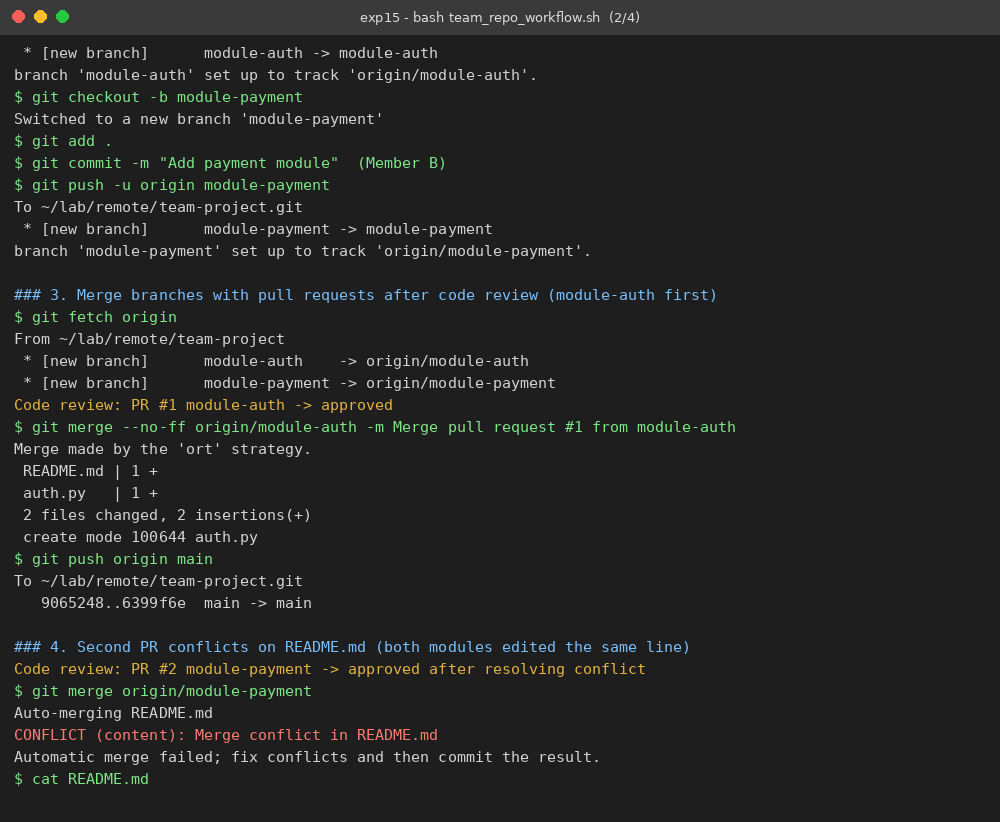 exp15 - bash team_repo_workflow.sh  (2/4)
 * [new branch]      module-auth -> module-auth
branch 'module-auth' set up to track 'origin/module-auth'.
$ git checkout -b module-payment
Switched to a new branch 'module-payment'
$ git add .
$ git commit -m "Add payment module"  (Member B)
$ git push -u origin module-payment
To ~/lab/remote/team-project.git
 * [new branch]      module-payment -> module-payment
branch 'module-payment' set up to track 'origin/module-payment'.
### 3. Merge branches with pull requests after code review (module-auth first)
$ git fetch origin
From ~/lab/remote/team-project
 * [new branch]      module-auth    -> origin/module-auth
 * [new branch]      module-payment -> origin/module-payment
Code review: PR #1 module-auth -> approved
$ git merge --no-ff origin/module-auth -m Merge pull request #1 from module-auth
Merge made by the 'ort' strategy.
 README.md | 1 +
 auth.py   | 1 +
 2 files changed, 2 insertions(+)
 create mode 100644 auth.py
$ git push origin main
To ~/lab/remote/team-project.git
   9065248..6399f6e  main -> main
### 4. Second PR conflicts on README.md (both modules edited the same line)
Code review: PR #2 module-payment -> approved after resolving conflict
$ git merge origin/module-payment
Auto-merging README.md
CONFLICT (content): Merge conflict in README.md
Automatic merge failed; fix conflicts and then commit the result.
$ cat README.md